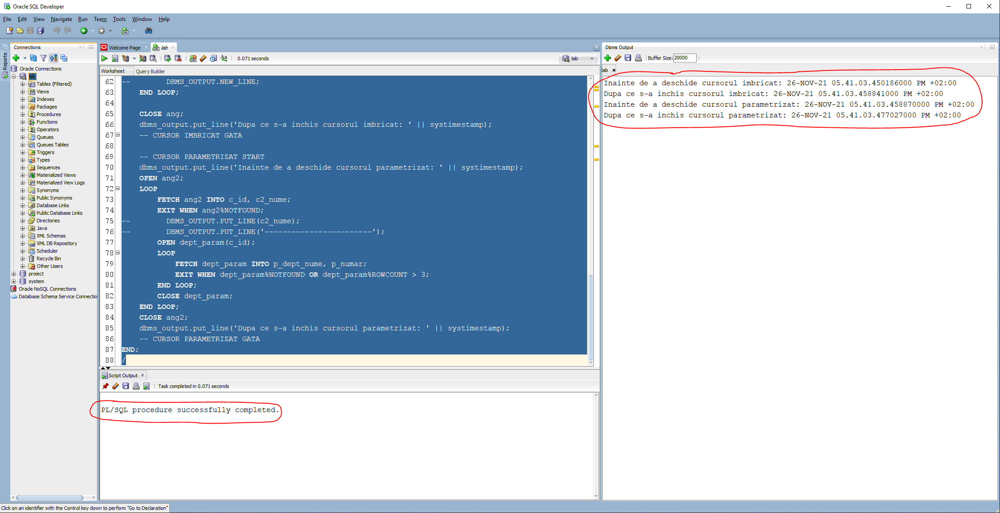 Oracle SQL Developer
File Edit View Navigate Run Team Tools Window Help
Reports
Connections
Oracle Connections
lab
Tables (Filtered)
Views
Indexes
Packages
Procedures
Functions
Operators
Queues
Queues Tables
Triggers
Types
Sequences
Materialized Views
Materialized View Logs
Synonyms
Public Synonyms
Database Links
Public Database Links
Directories
Java
XML Schemas
XML DB Repository
Scheduler
Recycle Bin
Other Users
proiect
system
Oracle NoSQL Connections
Database Schema Service Connectio
Welcome Page lab
0.071 seconds lab
Worksheet Query Builder
62 -- DBMS_OUTPUT.NEW_LINE;
63 END LOOP;
64
65 CLOSE ang;
66 dbms_output.put_line('Dupa ce s-a inchis cursorul imbricat: ' || systimestamp);
67 -- CURSOR IMBRICAT GATA
68
69 -- CURSOR PARAMETRIZAT START
70 dbms_output.put_line('Inainte de a deschide cursorul parametrizat: ' || systimestamp);
71 OPEN ang2;
72 LOOP
73 FETCH ang2 INTO c_id, c2_nume;
74 EXIT WHEN ang2%NOTFOUND;
75 -- DBMS_OUTPUT.PUT_LINE(c2_nume);
76 -- DBMS_OUTPUT.PUT_LINE('------------------------');
77 OPEN dept_param(c_id);
78 LOOP
79 FETCH dept_param INTO p_dept_nume, p_numar;
80 EXIT WHEN dept_param%NOTFOUND OR dept_param%ROWCOUNT > 3;
81 END LOOP;
82 CLOSE dept_param;
83 END LOOP;
84 CLOSE ang2;
85 dbms_output.put_line('Dupa ce s-a inchis cursorul parametrizat: ' || systimestamp);
86 -- CURSOR PARAMETRIZAT GATA
87 END;
88 /
Script Output
Task completed in 0.071 seconds
PL/SQL procedure successfully completed.
Dbms Output
Buffer Size: 20000
lab
Inainte de a deschide cursorul imbricat: 26-NOV-21 05.41.03.450186000 PM +02:00
Dupa ce s-a inchis cursorul imbricat: 26-NOV-21 05.41.03.458841000 PM +02:00
Inainte de a deschide cursorul parametrizat: 26-NOV-21 05.41.03.458870000 PM +02:00
Dupa ce s-a inchis cursorul parametrizat: 26-NOV-21 05.41.03.477027000 PM +02:00
Click on an identifier with the Control key down to perform "Go to Declaration"